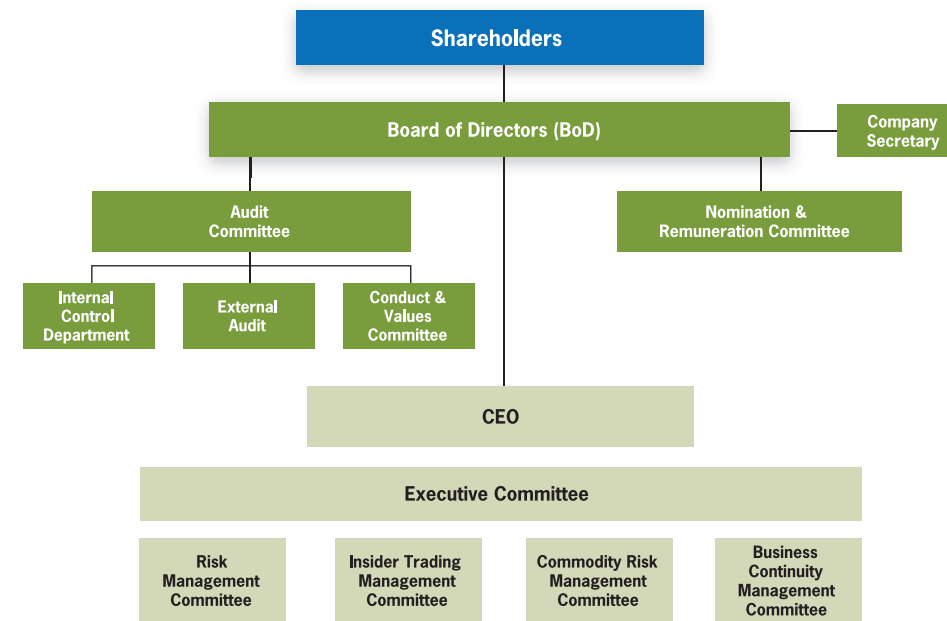 Shareholders
Board of Directors (BoD)
Company
Secretary
Audit
Committee
Nomination &
Remuneration Committee
Internal
Control
Department
External
Audit
Conduct &
Values
Committee
CEO
Executive Committee
Risk
Management
Committee
Insider Trading
Management
Committee
Commodity Risk
Management
Committee
Business
Continuity
Management
Committee